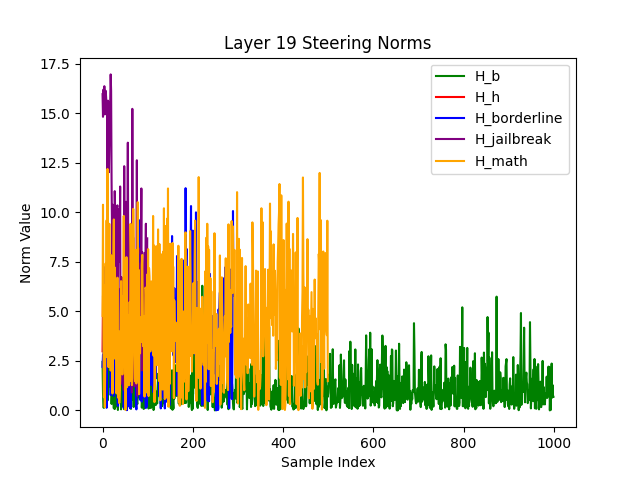 Layer 19 Steering Norms
H_b
H_h
H_borderline
H_jailbreak
H_math
Norm Value
17.5
15.0
12.5
10.0
7.5
5.0
2.5
0.0
0
200
400
600
800
1000
Sample Index